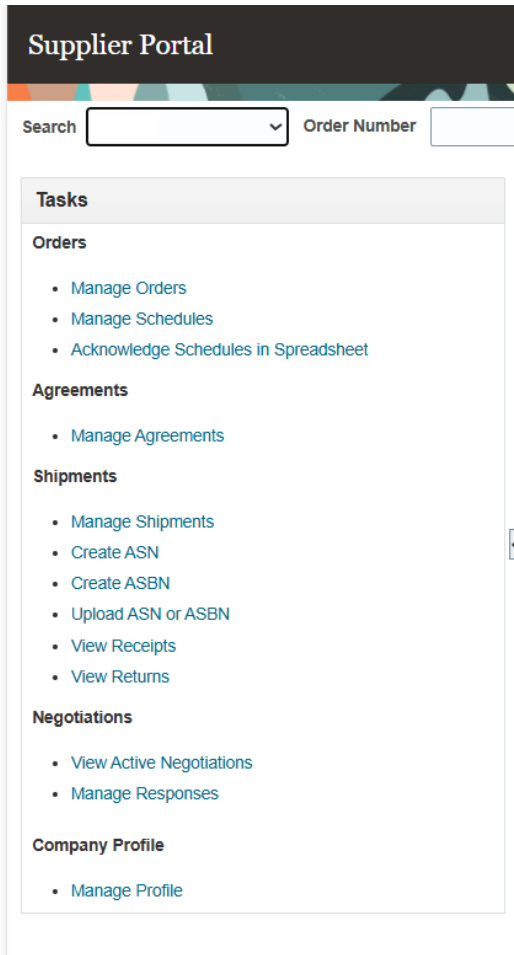 Supplier Portal
Search Order Number
Tasks
Orders
Manage Orders
Manage Schedules
Acknowledge Schedules in Spreadsheet
Agreements
Manage Agreements
Shipments
Manage Shipments
Create ASN
Create ASBN
Upload ASN or ASBN
View Receipts
View Returns
Negotiations
View Active Negotiations
Manage Responses
Company Profile
Manage Profile